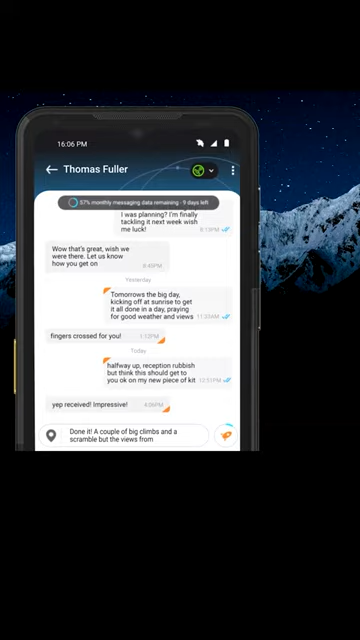 16:06 PM
Thomas Fuller
57% monthly messaging data remaining - 9 days left
I was planning? I'm finally
tackling it next week wish
me luck!
8:13PM
Wow that's great, wish we
were there. Let us know
how you get on
8:45PM
Yesterday
Tomorrows the big day,
kicking off at sunrise to get
it all done in a day, praying
for good weather and views
11:33AM
fingers crossed for you!
1:12PM
Today
halfway up, reception rubbish
but think this should get to
you ok on my new piece of kit
12:51PM
yep received! Impressive!
4:06PM
Done it! A couple of big climbs and a
scramble but the views from